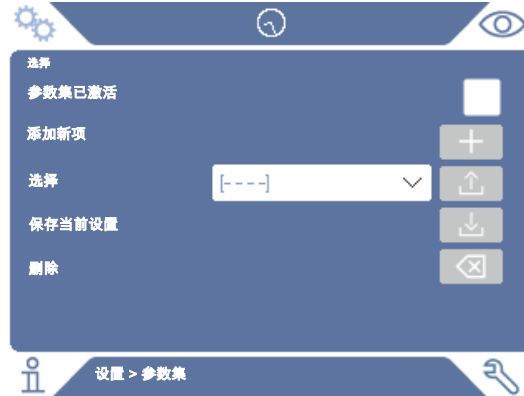 选择
参数集已激活
添加新项
选择
[----]
保存当前设置
删除
设置 > 参数集